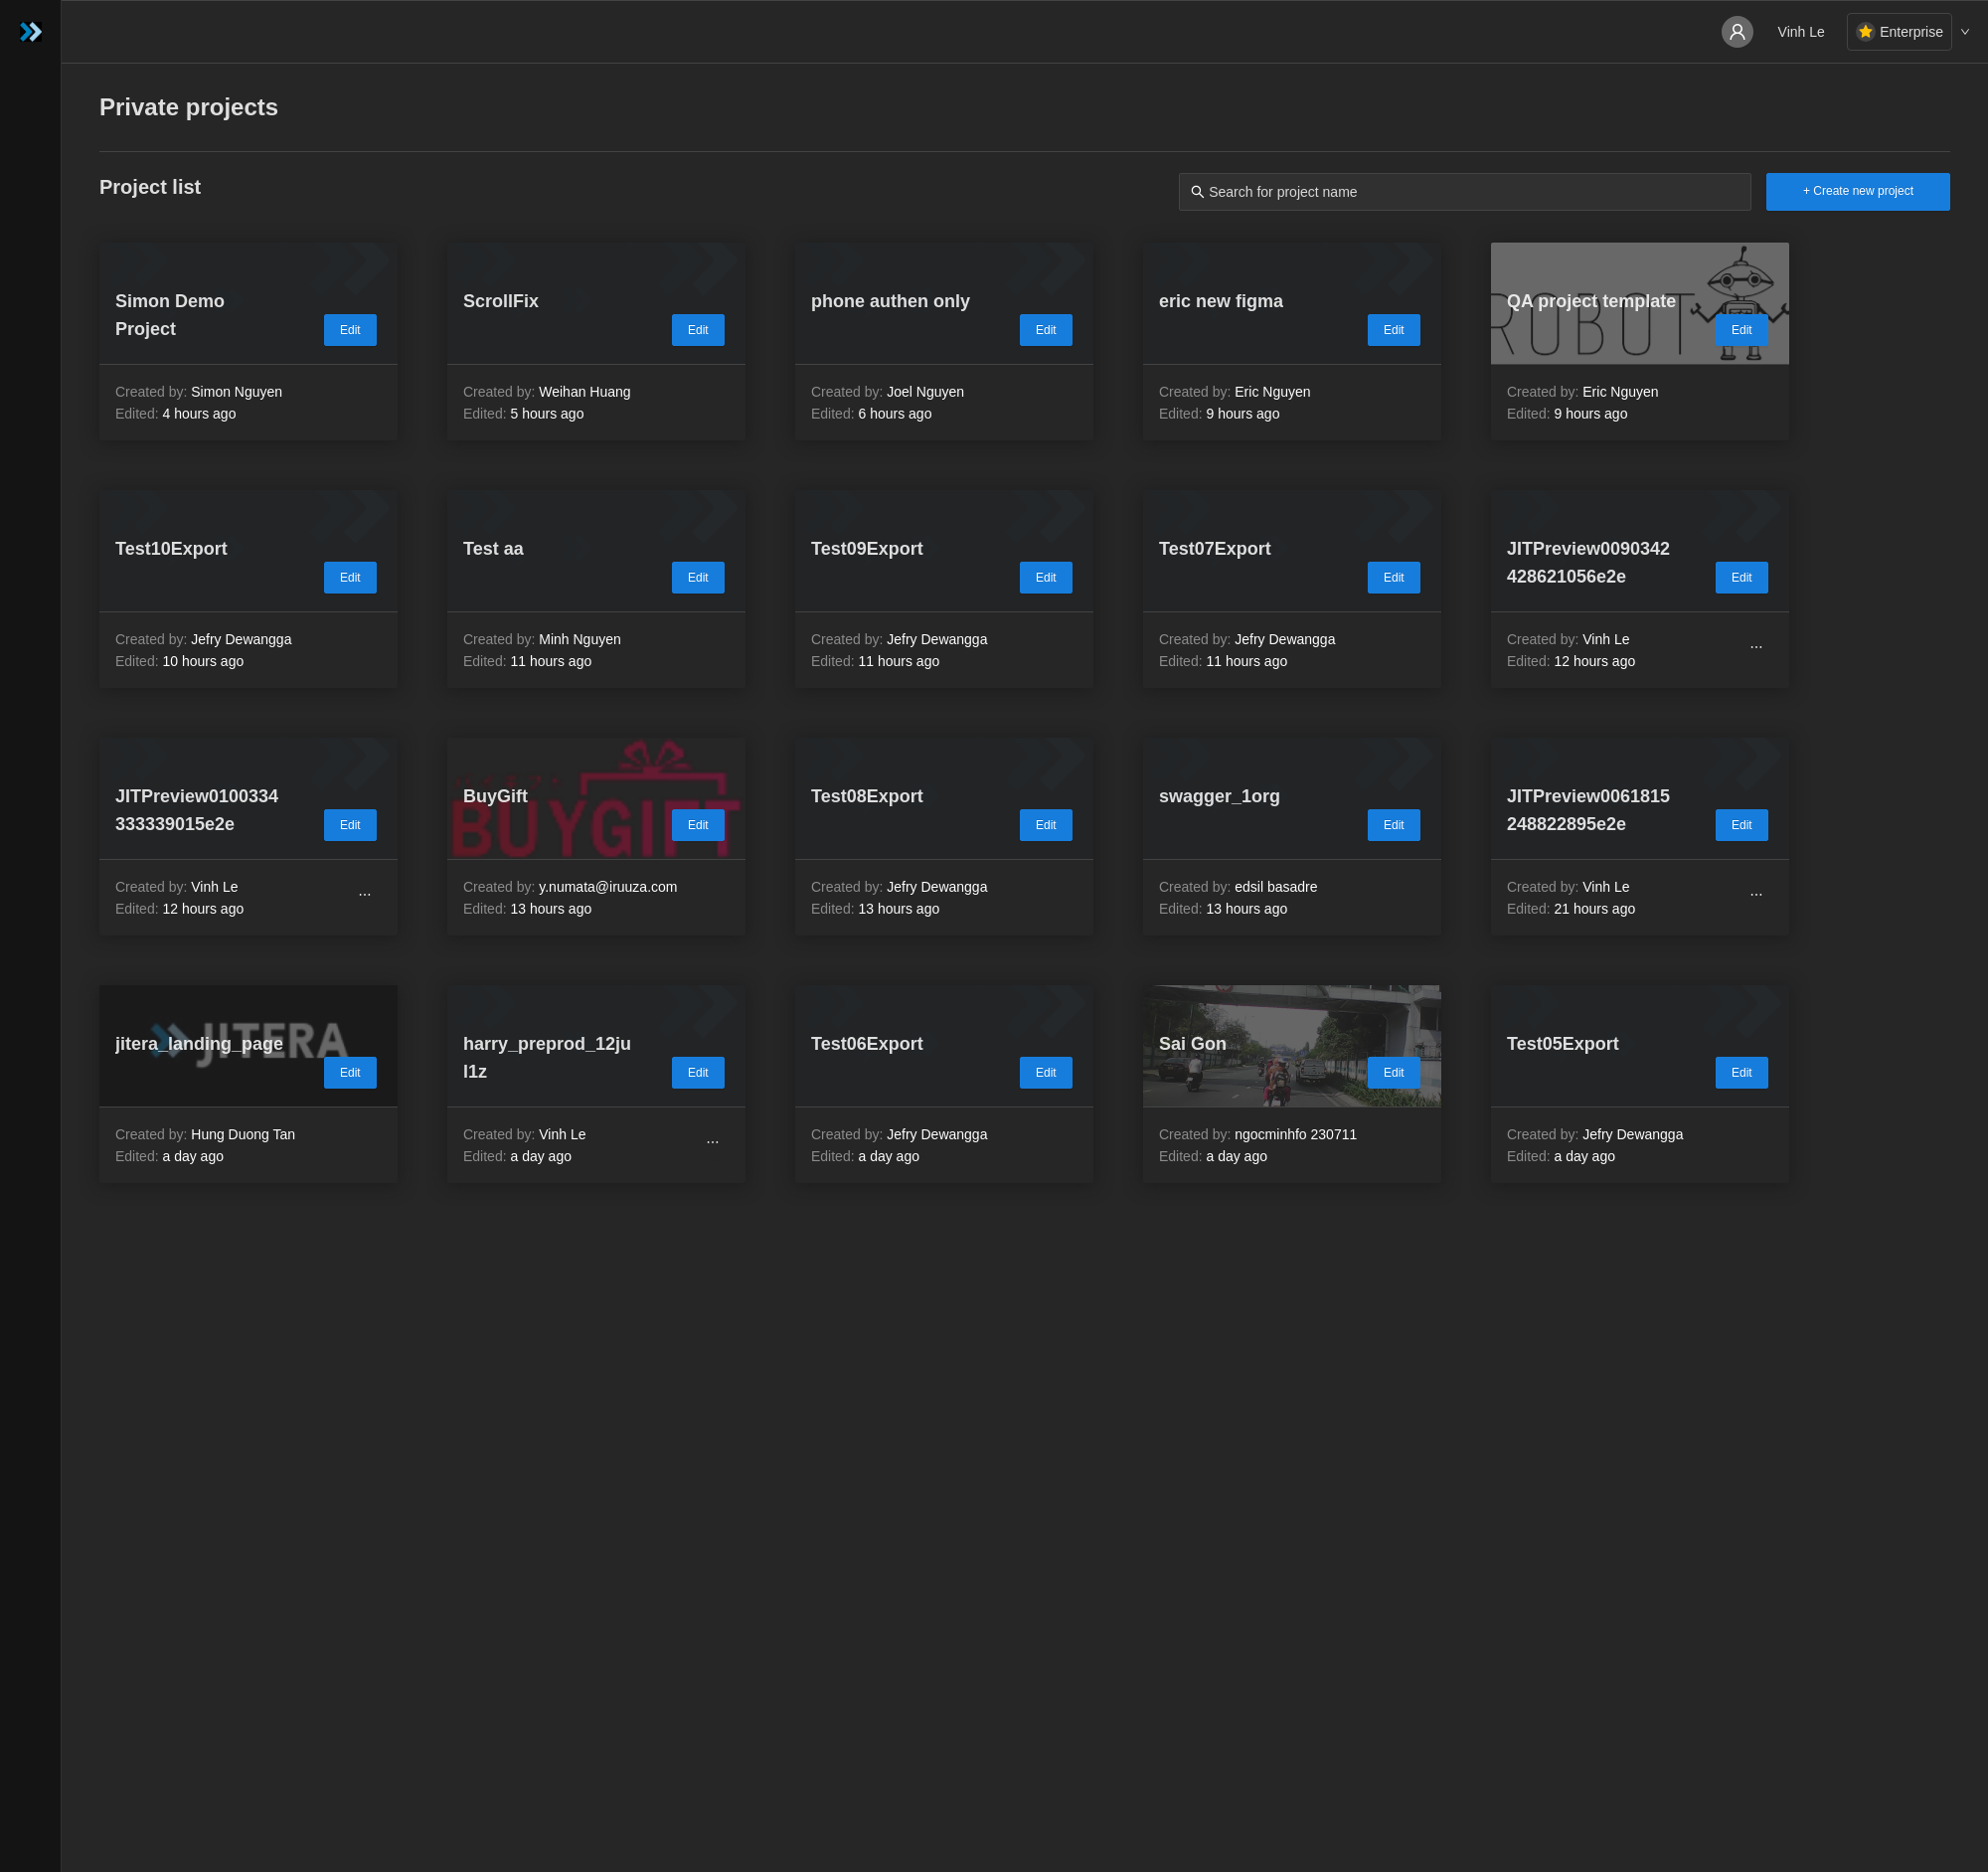 Vinh Le
Enterprise
Private projects
Project list
Search for project name
+ Create new project
Simon Demo
Project
Edit
Created by: Simon Nguyen
Edited: 4 hours ago
ScrollFix
Edit
Created by: Weihan Huang
Edited: 5 hours ago
phone authen only
Edit
Created by: Joel Nguyen
Edited: 6 hours ago
eric new figma
Edit
Created by: Eric Nguyen
Edited: 9 hours ago
ROBOT
QA project template
Edit
Created by: Eric Nguyen
Edited: 9 hours ago
Test10Export
Edit
Created by: Jefry Dewangga
Edited: 10 hours ago
Test aa
Edit
Created by: Minh Nguyen
Edited: 11 hours ago
Test09Export
Edit
Created by: Jefry Dewangga
Edited: 11 hours ago
Test07Export
Edit
Created by: Jefry Dewangga
Edited: 11 hours ago
JITPreview0090342
428621056e2e
Edit
Created by: Vinh Le
Edited: 12 hours ago
...
JITPreview0100334
333339015e2e
Edit
Created by: Vinh Le
Edited: 12 hours ago
...
BUYGIFT
BuyGift
Edit
Created by: y.numata@iruuza.com
Edited: 13 hours ago
Test08Export
Edit
Created by: Jefry Dewangga
Edited: 13 hours ago
swagger_1org
Edit
Created by: edsil basadre
Edited: 13 hours ago
JITPreview0061815
248822895e2e
Edit
Created by: Vinh Le
Edited: 21 hours ago
...
JITERA
jitera_landing_page
Edit
Created by: Hung Duong Tan
Edited: a day ago
harry_preprod_12ju
l1z
Edit
Created by: Vinh Le
Edited: a day ago
...
Test06Export
Edit
Created by: Jefry Dewangga
Edited: a day ago
Sai Gon
Edit
Created by: ngocminhfo 230711
Edited: a day ago
Test05Export
Edit
Created by: Jefry Dewangga
Edited: a day ago